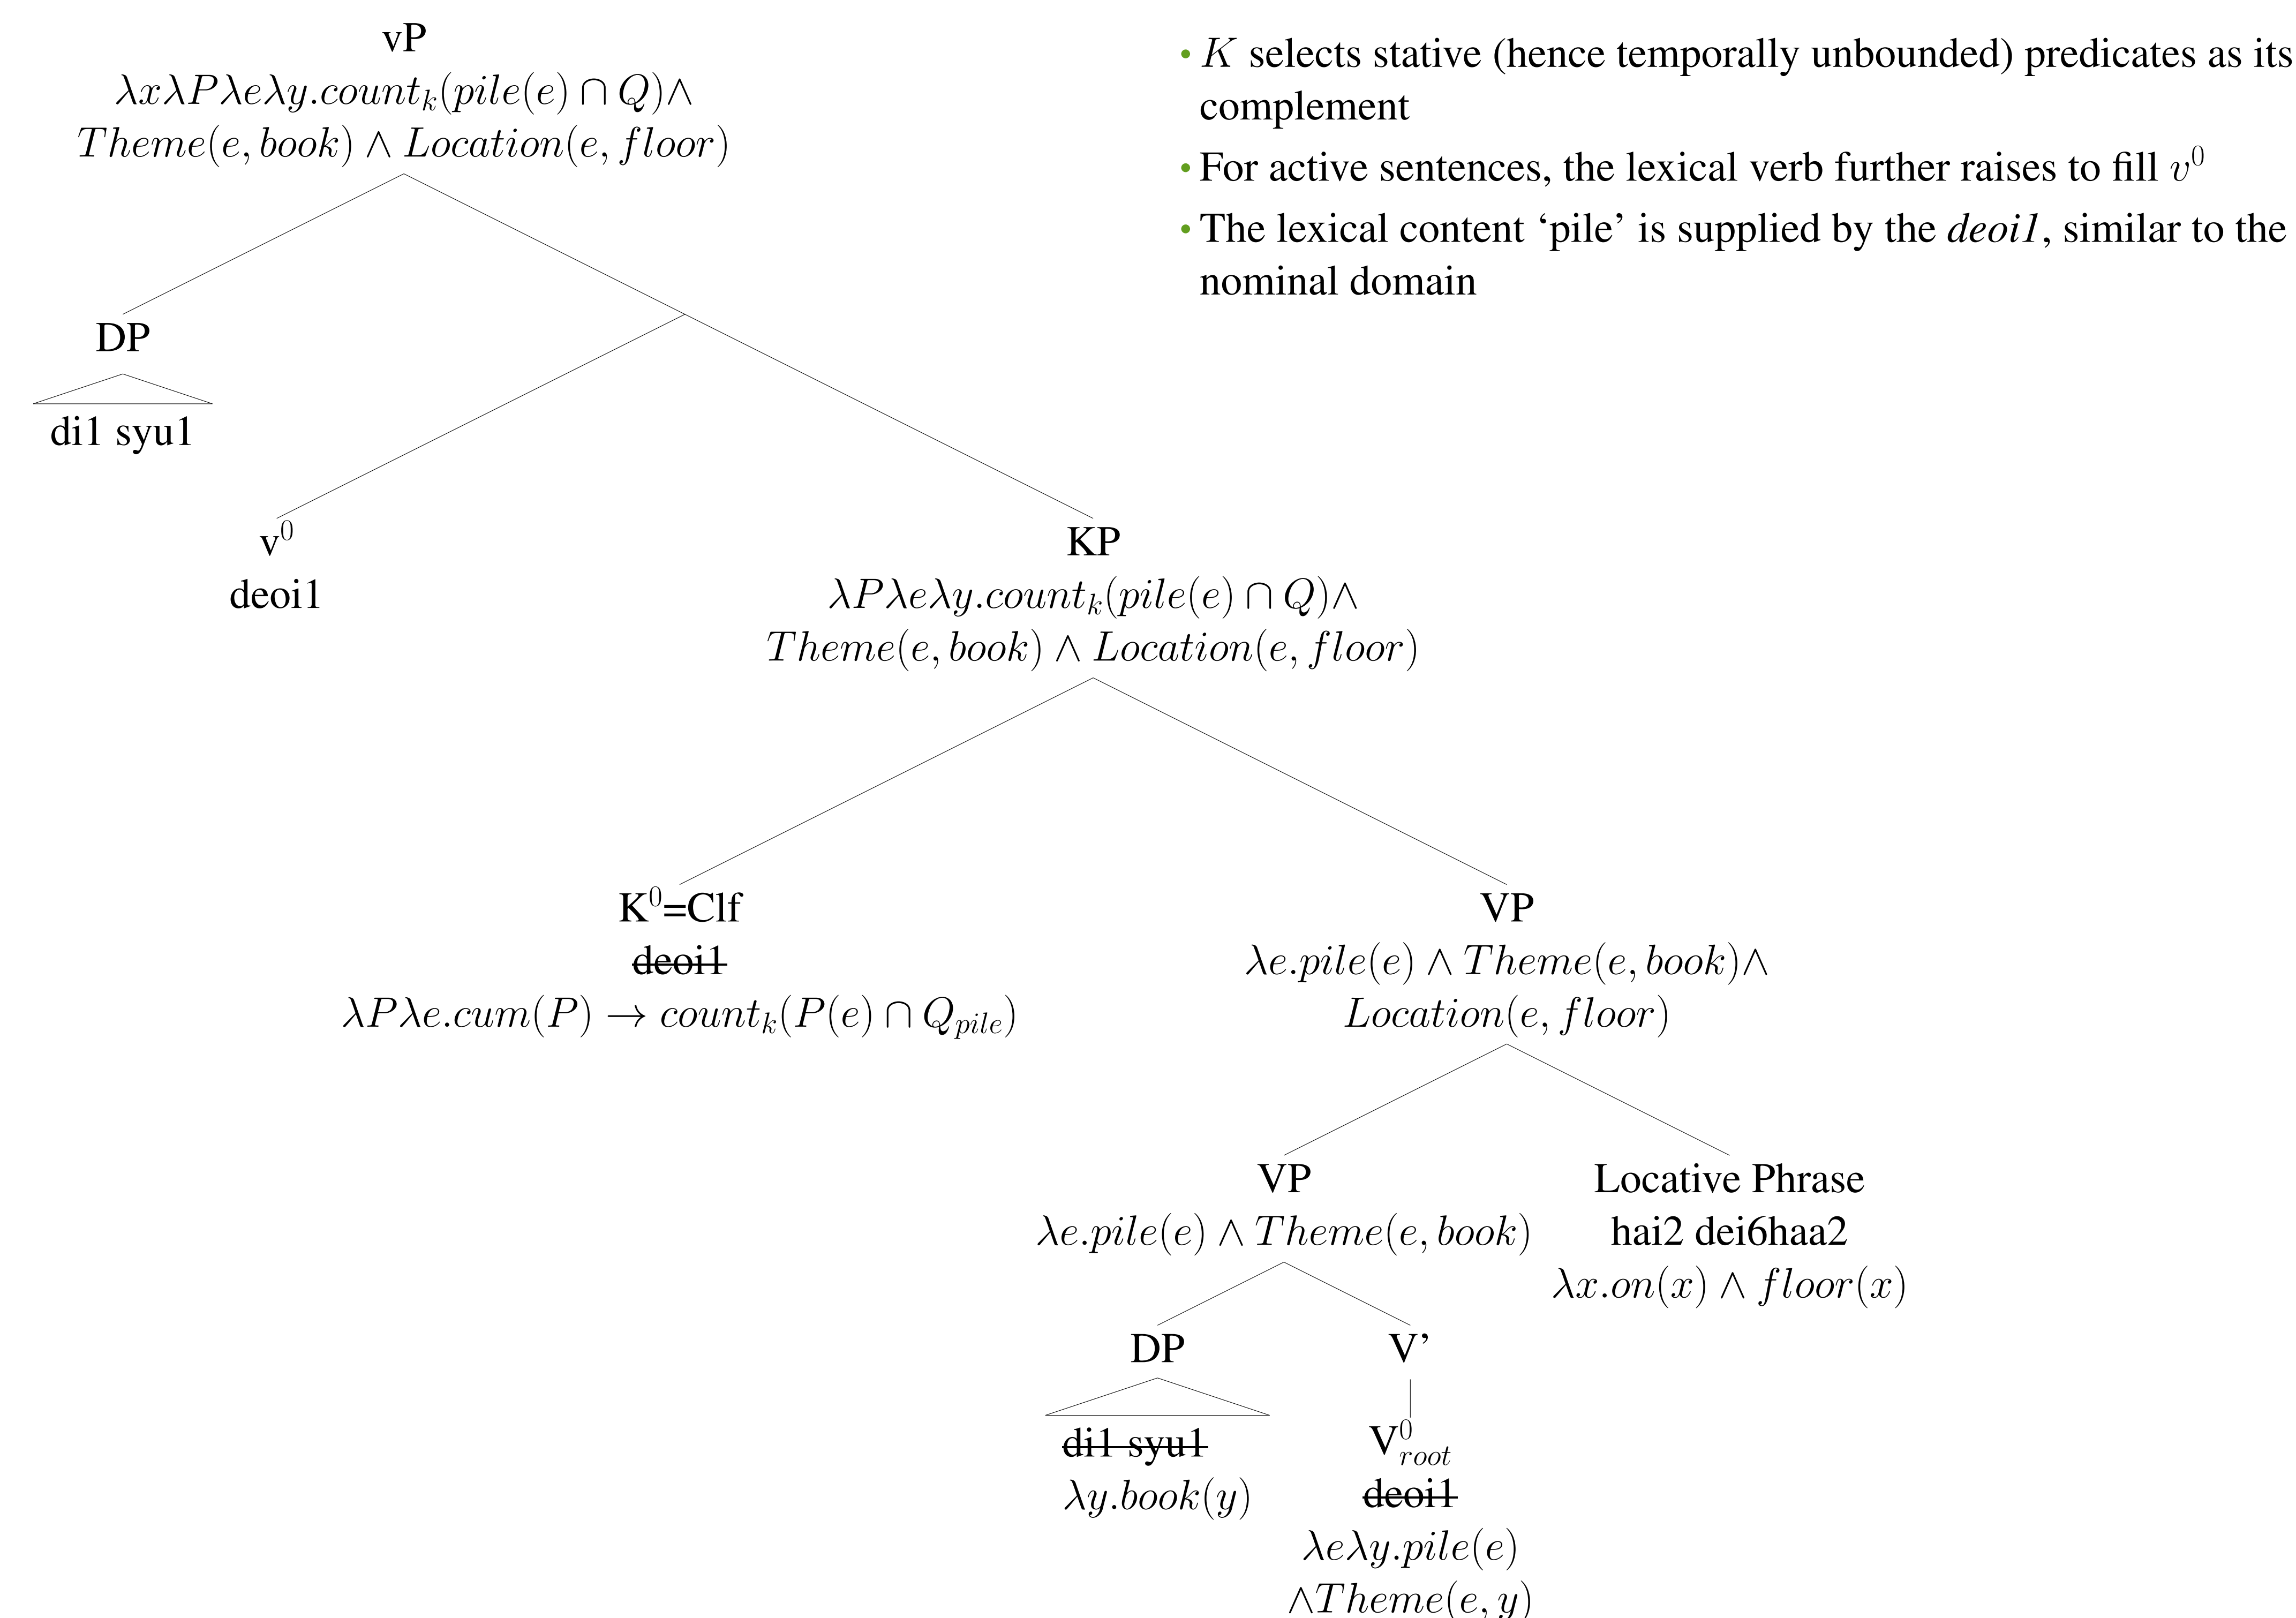 vP
λxλPλeλy.count_k(pile(e) ∩ Q)∧
Theme(e, book) ∧ Location(e, floor)
• K selects stative (hence temporally unbounded) predicates as its
complement
• For active sentences, the lexical verb further raises to fill v⁰
• The lexical content ‘pile’ is supplied by the deoi1, similar to the
nominal domain
DP
di1 syu1
v⁰
deoi1
KP
λPλeλy.count_k(pile(e) ∩ Q)∧
Theme(e, book) ∧ Location(e, floor)
K⁰=Clf
deoi1
λPλe.cum(P) → count_k(P(e) ∩ Q_pile)
VP
λe.pile(e) ∧ Theme(e, book)∧
Location(e, floor)
VP
λe.pile(e) ∧ Theme(e, book)
Locative Phrase
hai2 dei6haa2
λx.on(x) ∧ floor(x)
DP
di1 syu1
λy.book(y)
V’
V⁰_root
deoi1
λeλy.pile(e)
∧Theme(e, y)